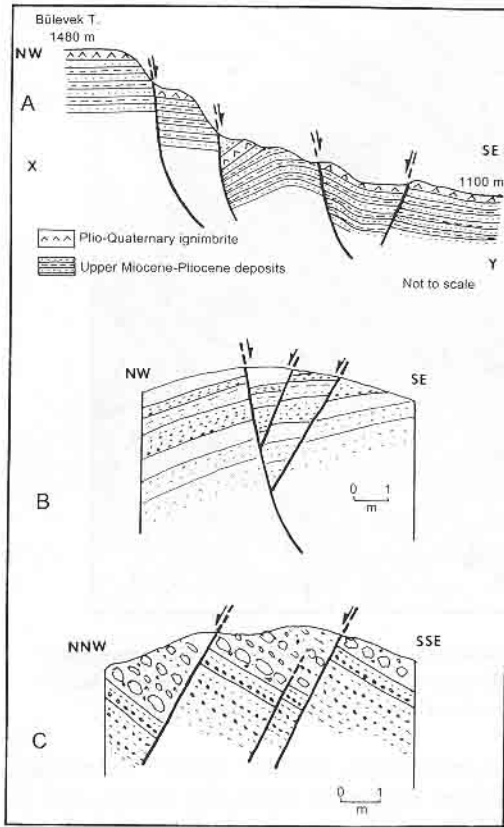 Bülevek T.
1480 m
NW
A
SE
X
1100 m
Plio-Quaternary ignimbrite
Upper Miocene-Pliocene deposits
Y
Not to scale
NW
SE
B
0 1
m
NNW
SSE
C
0 1
m